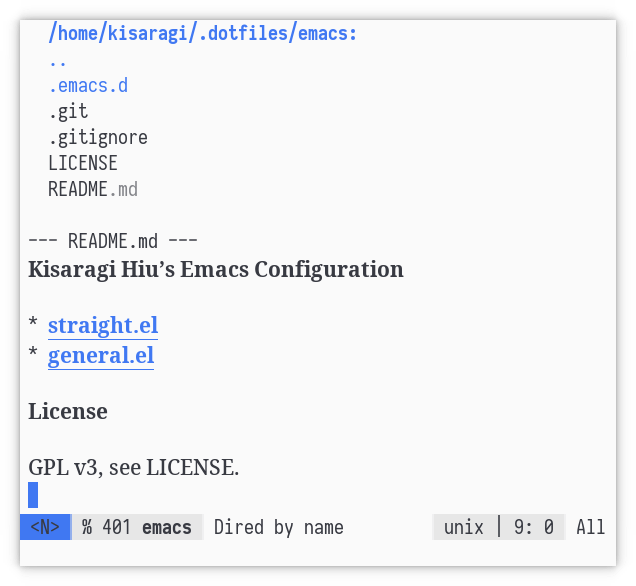 /home/kisaragi/.dotfiles/emacs:
..
.emacs.d
.git
.gitignore
LICENSE
README.md
--- README.md ---
Kisaragi Hiu’s Emacs Configuration
* straight.el
* general.el
License
GPL v3, see LICENSE.
<N> % 401 emacs Dired by name unix | 9: 0 All